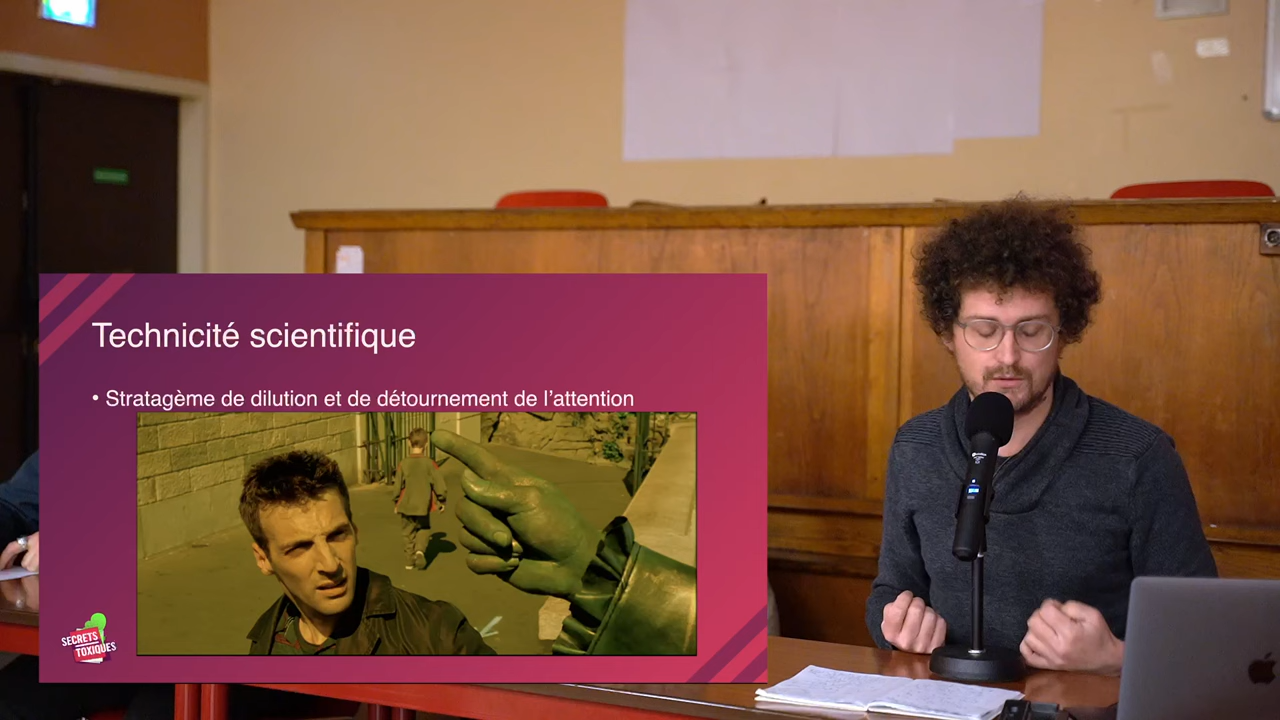 Technicité scientifique
• Stratagème de dilution et de détournement de l’attention
SECRETS
TOXIQUES